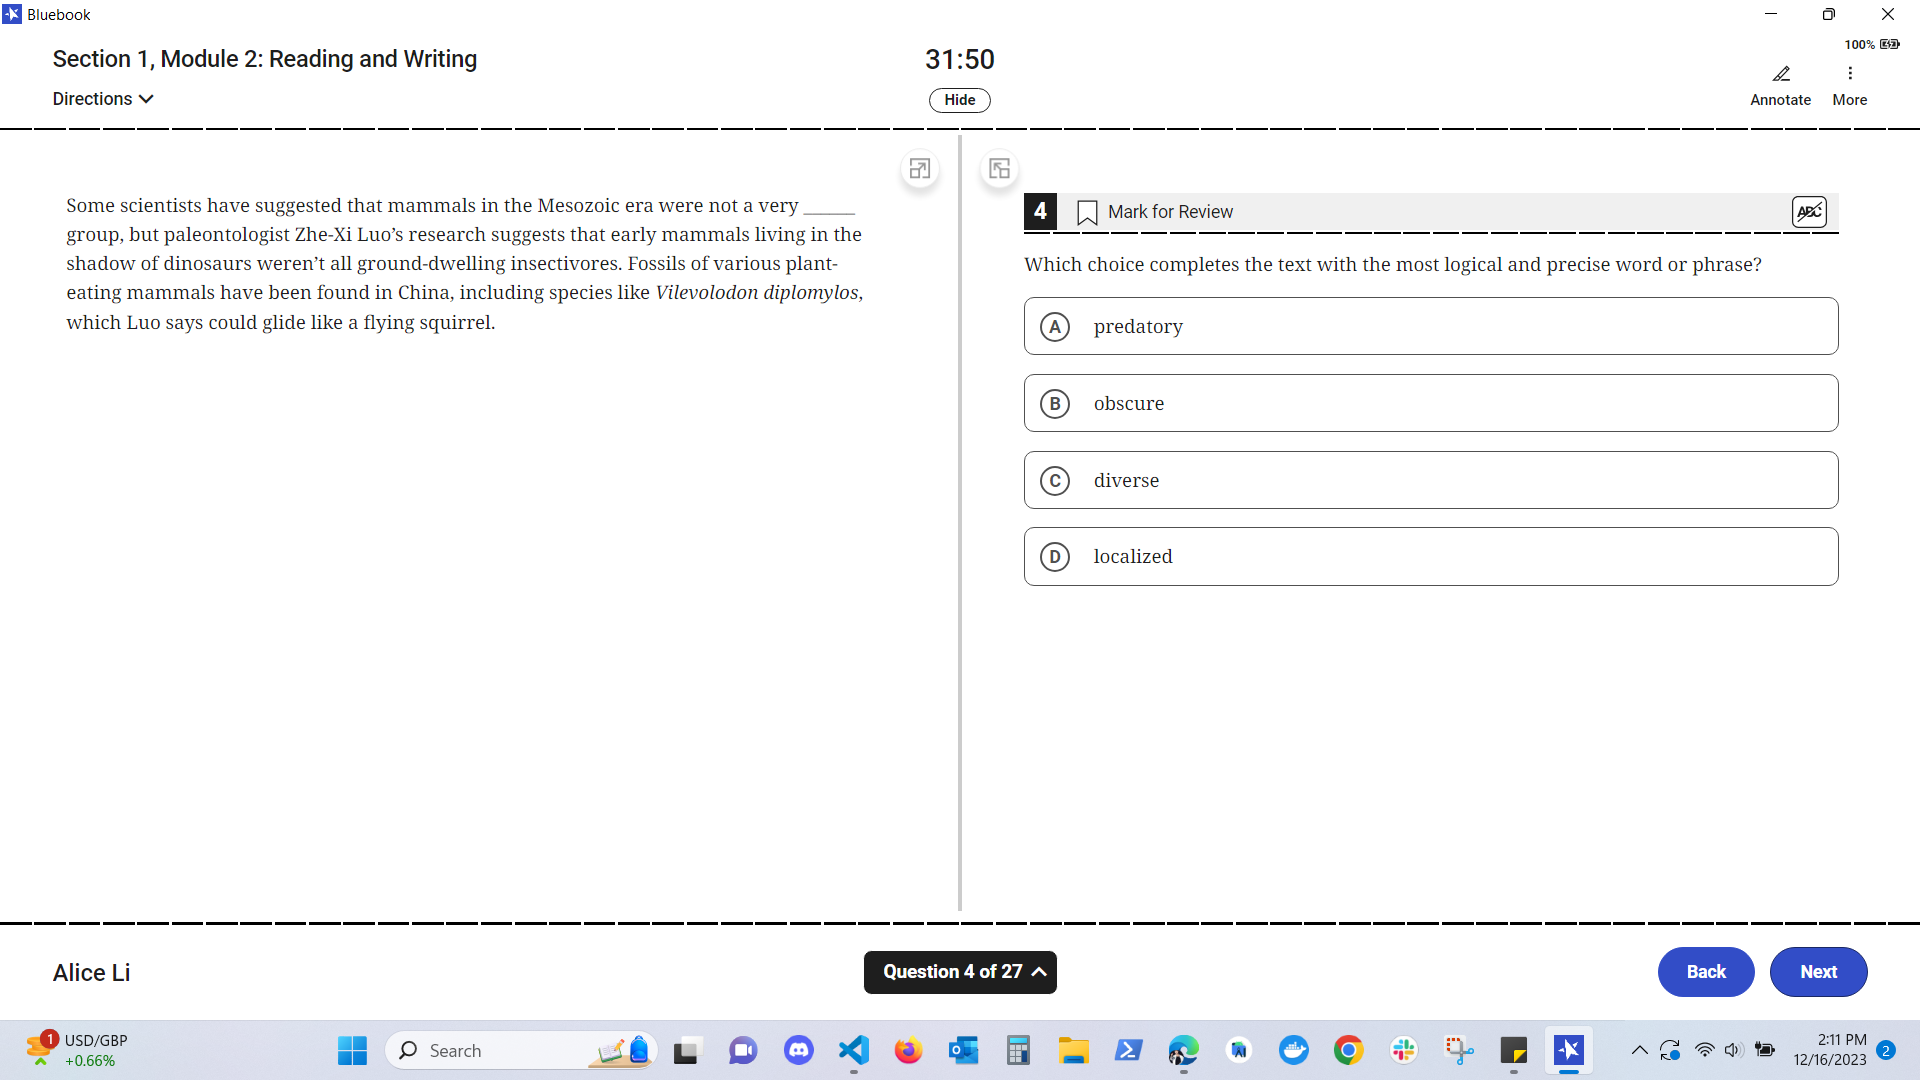 Bluebook
Section 1, Module 2: Reading and Writing
Directions
31:50
Hide
100%
Annotate
More
Some scientists have suggested that mammals in the Mesozoic era were not a very ______
group, but paleontologist Zhe-Xi Luo’s research suggests that early mammals living in the
shadow of dinosaurs weren’t all ground-dwelling insectivores. Fossils of various plant-
eating mammals have been found in China, including species like Vilevolodon diplomylos,
which Luo says could glide like a flying squirrel.
4
Mark for Review
ABC
Which choice completes the text with the most logical and precise word or phrase?
A predatory
B obscure
C diverse
D localized
Alice Li
Question 4 of 27
Back
Next
1
USD/GBP
+0.66%
Search
2:11 PM
12/16/2023
2